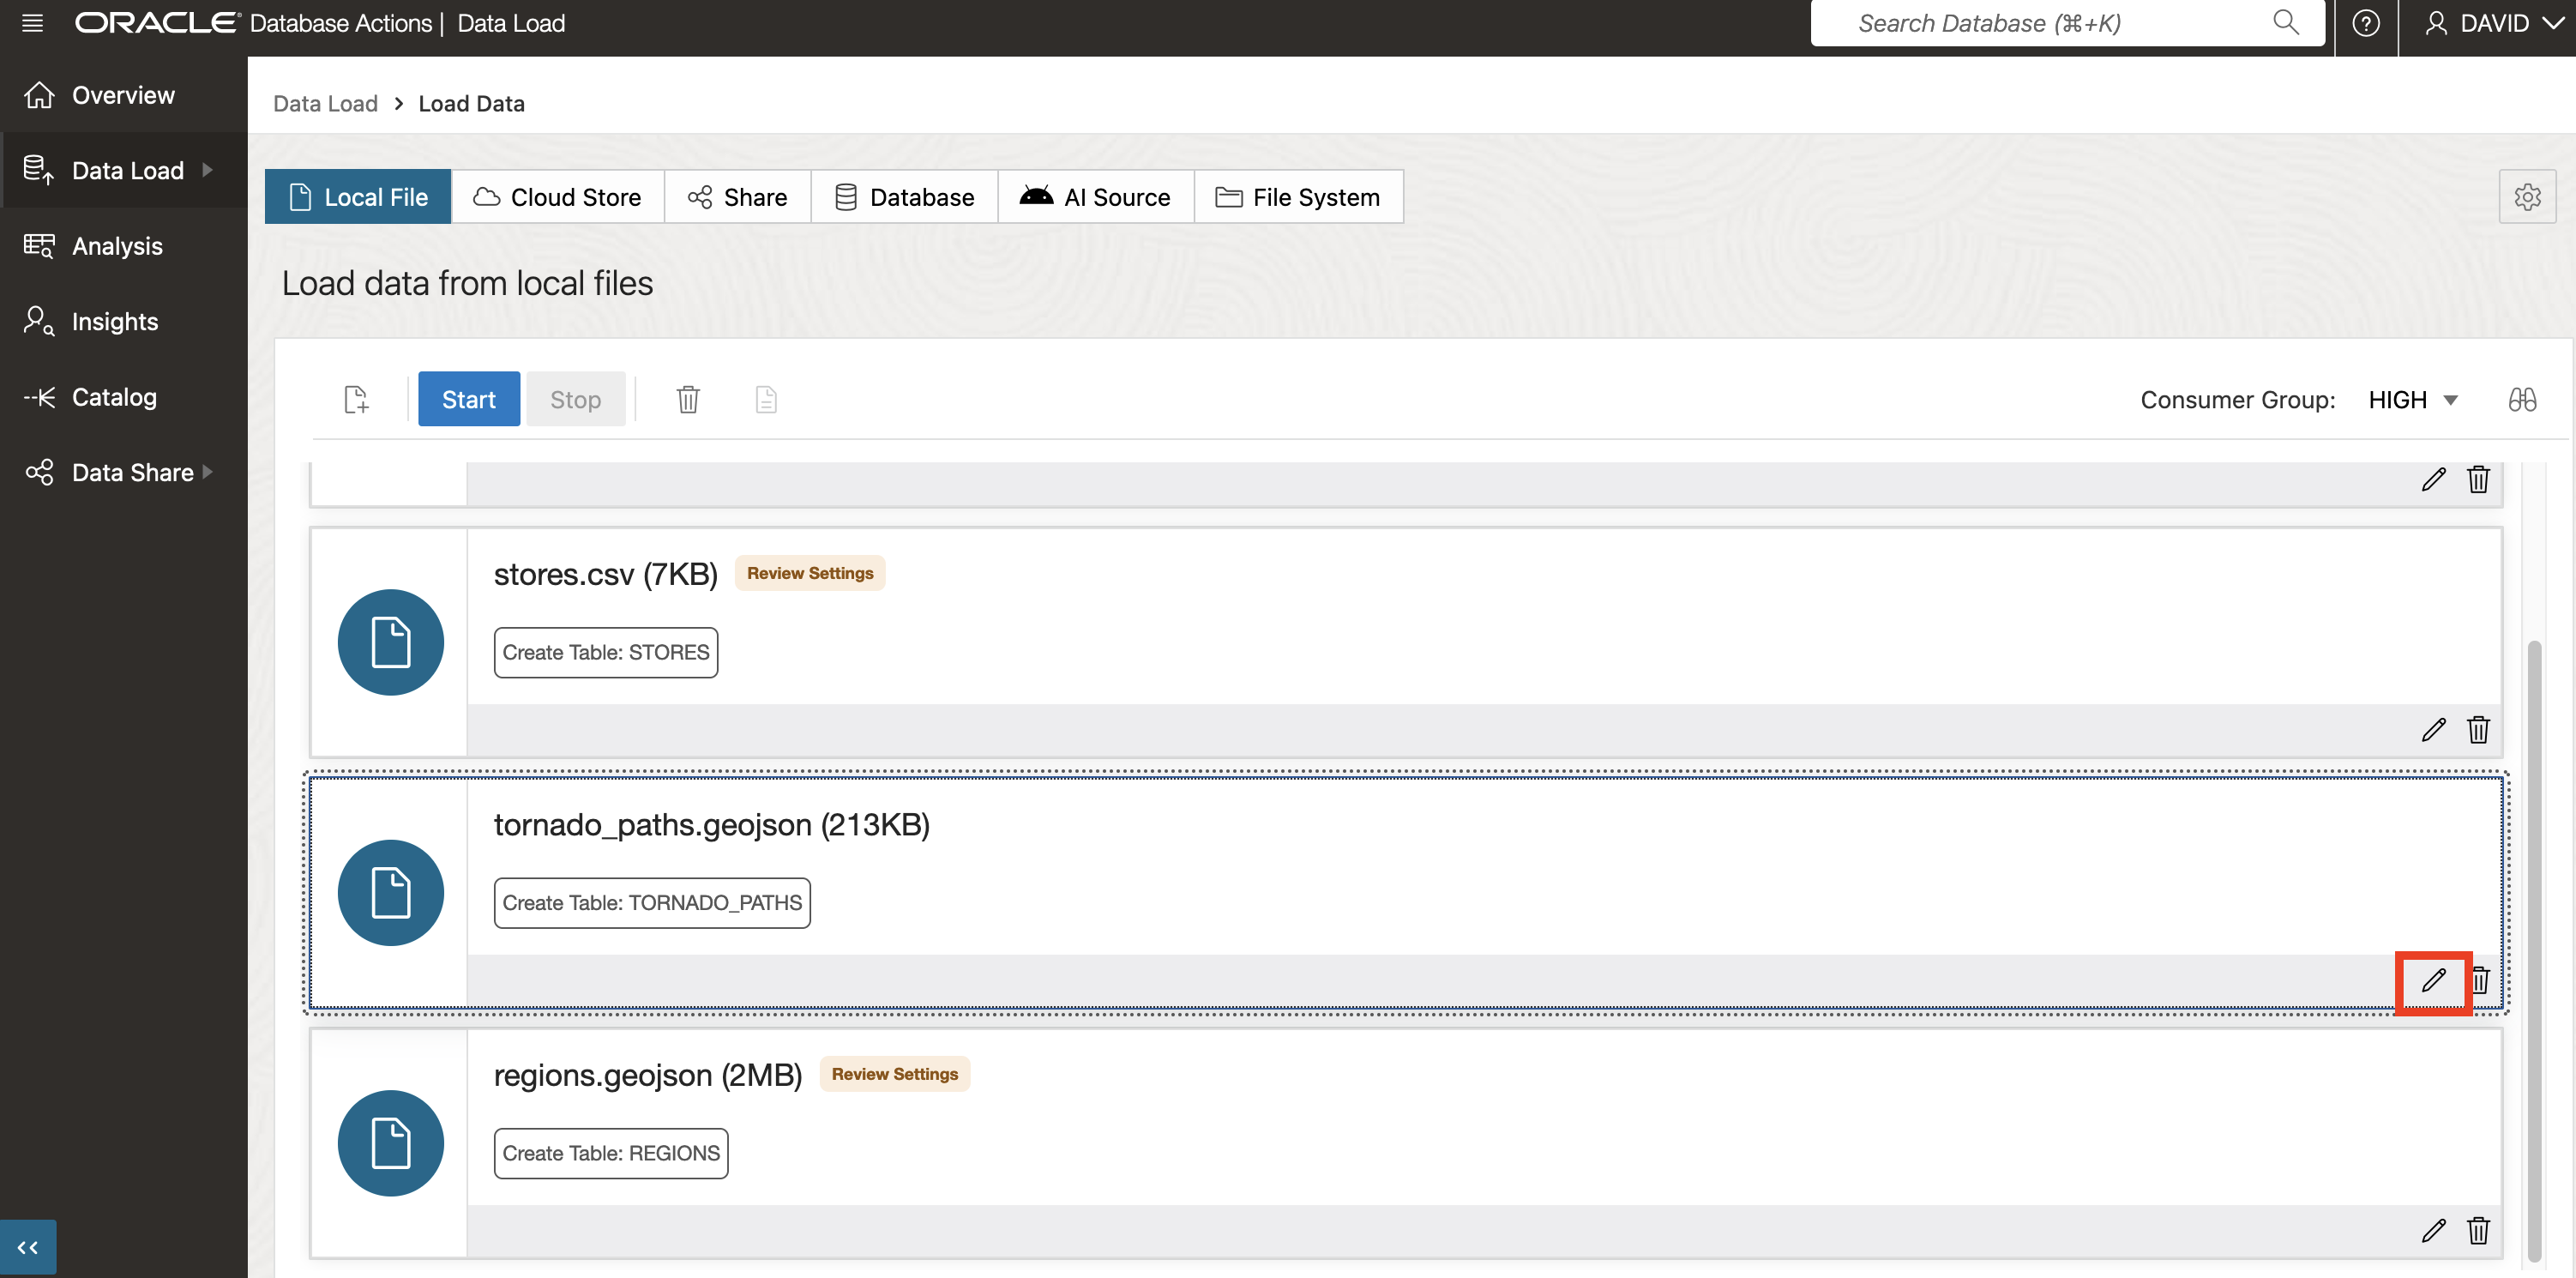 ORACLE® Database Actions | Data Load
Search Database (⌘+K)
DAVID
Overview
Data Load
Analysis
Insights
Catalog
Data Share
Data Load > Load Data
Local File
Cloud Store
Share
Database
AI Source
File System
Load data from local files
Start
Stop
Consumer Group: HIGH
stores.csv (7KB) Review Settings
Create Table: STORES
tornado_paths.geojson (213KB)
Create Table: TORNADO_PATHS
regions.geojson (2MB) Review Settings
Create Table: REGIONS